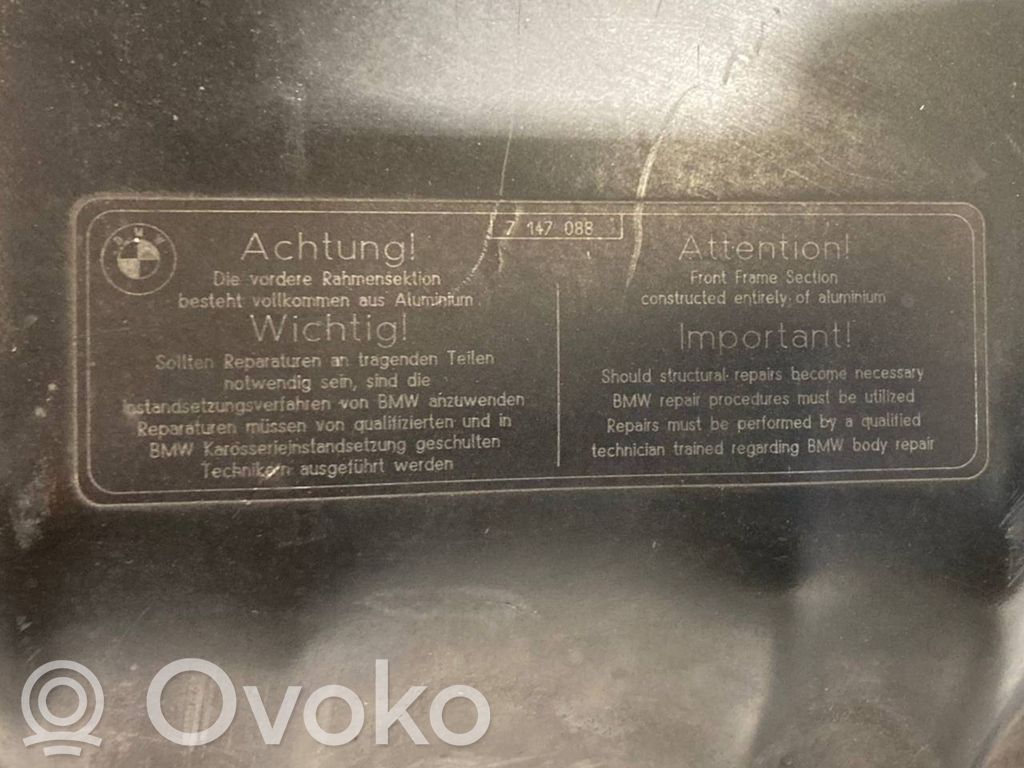 BMW
7 147 088
Achtung!
Die vordere Rahmensektion
besteht vollkommen aus Aluminium.
Wichtig!
Sollten Reparaturen an tragenden Teilen
notwendig sein, sind die
Instandsetzungsverfahren von BMW anzuwenden
Reparaturen müssen von qualifizierten und in
BMW Karosserieinstandsetzung geschulten
Technikern ausgeführt werden
Attention!
Front Frame Section
constructed entirely of aluminium
Important!
Should structural repairs become necessary
BMW repair procedures must be utilized
Repairs must be performed by a qualified
technician trained regarding BMW body repair
Ovoko